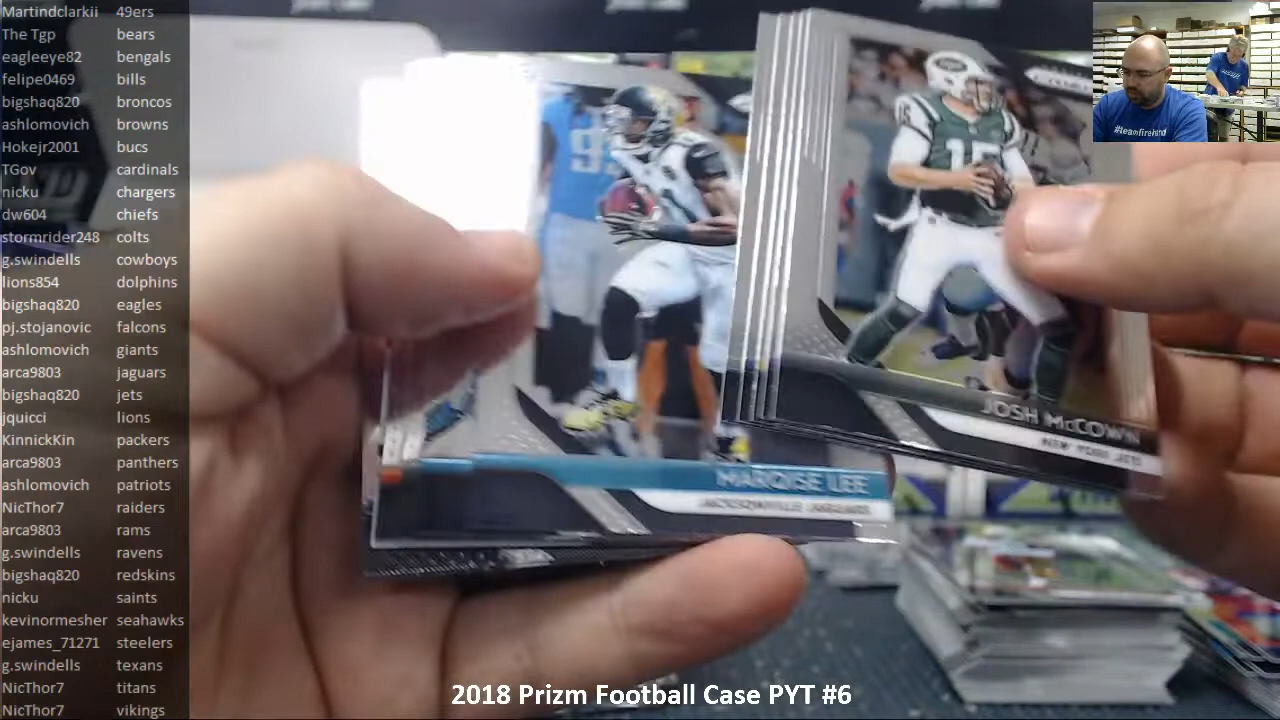 Martindclarkii 49ers
The Tgp bears
eagleeye82 bengals
felipe0469 bills
bigshaq820 broncos
ashlomovich browns
Hokejr2001 bucs
TGov cardinals
nicku chargers
dw604 chiefs
stormrider248 colts
g.swindells cowboys
lions854 dolphins
bigshaq820 eagles
pj.stojanovic falcons
ashlomovich giants
arca9803 jaguars
bigshaq820 jets
jquicci lions
KinnickKin packers
arca9803 panthers
ashlomovich patriots
NicThor7 raiders
arca9803 rams
g.swindells ravens
bigshaq820 redskins
nicku saints
kevinormesher seahawks
ejames_71271 steelers
g.swindells texans
NicThor7 titans
NicThor7 vikings
15
JOSH McCOWN
NEW YORK JETS
MARQISE LEE
JACKSONVILLE JAGUARS
2018 Prizm Football Case PYT #6